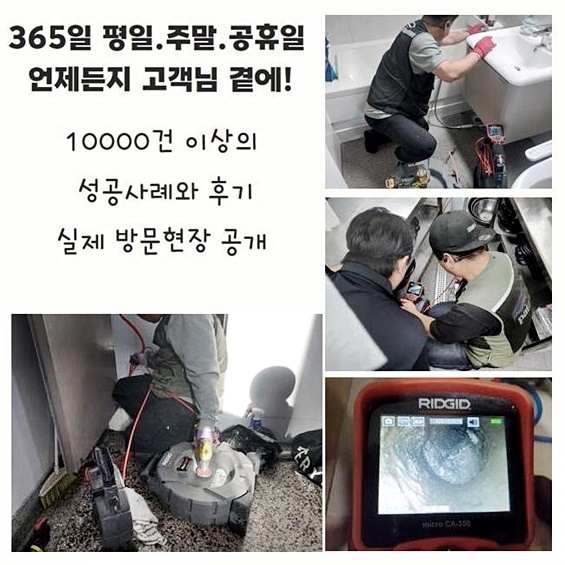 365일 평일.주말.공휴일
언제든지 고객님 곁에!
10000건 이상의
성공사례와 후기
실제 방문현장 공개
RIDGID
micro CA-350